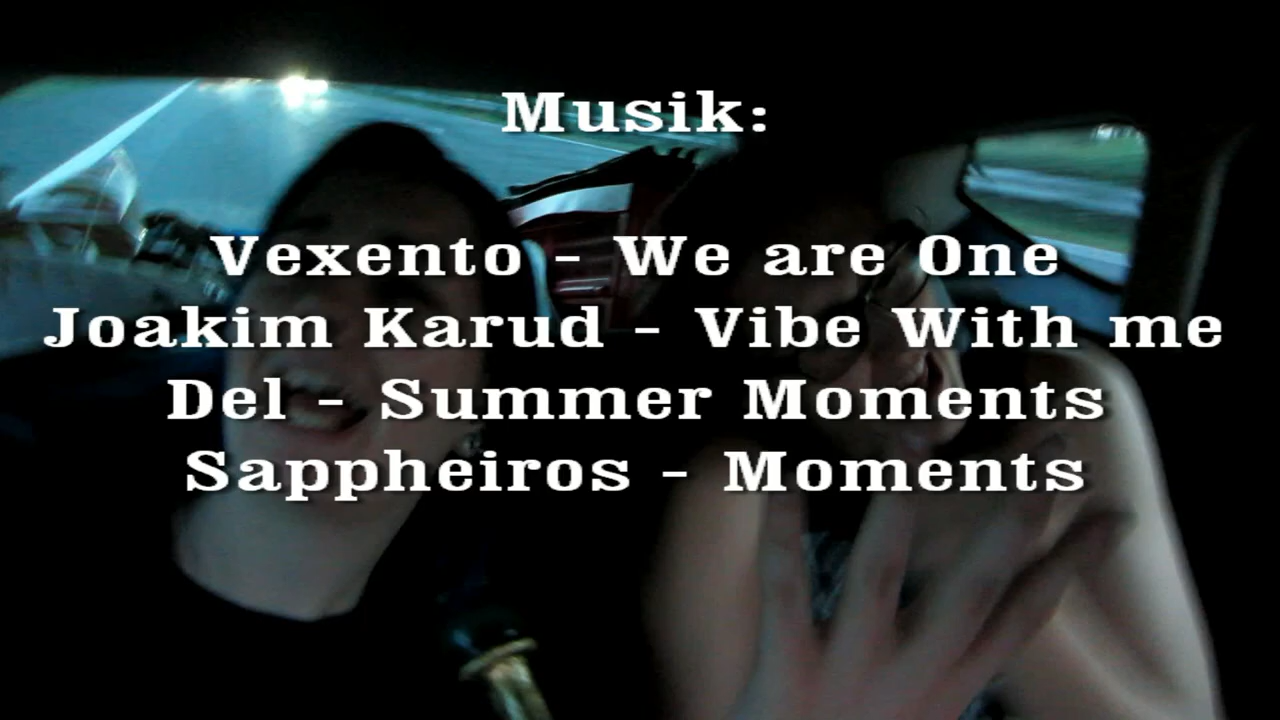 Musik:
Vexento - We are One
Joakim Karud - Vibe With me
Del - Summer Moments
Sappheiros - Moments